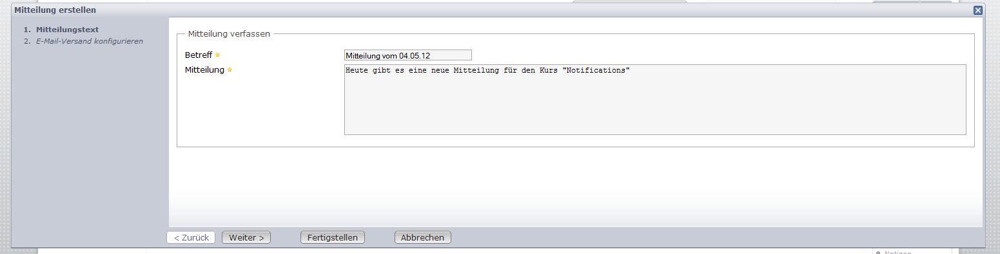 Mitteilung erstellen
1. Mitteilungstext
2. E-Mail-Versand konfigurieren
Mitteilung verfassen
Betreff
Mitteilung vom 04.05.12
Mitteilung
Heute gibt es eine neue Mitteilung für den Kurs "Notifications"
< Zurück
Weiter >
Fertigstellen
Abbrechen
Notizen